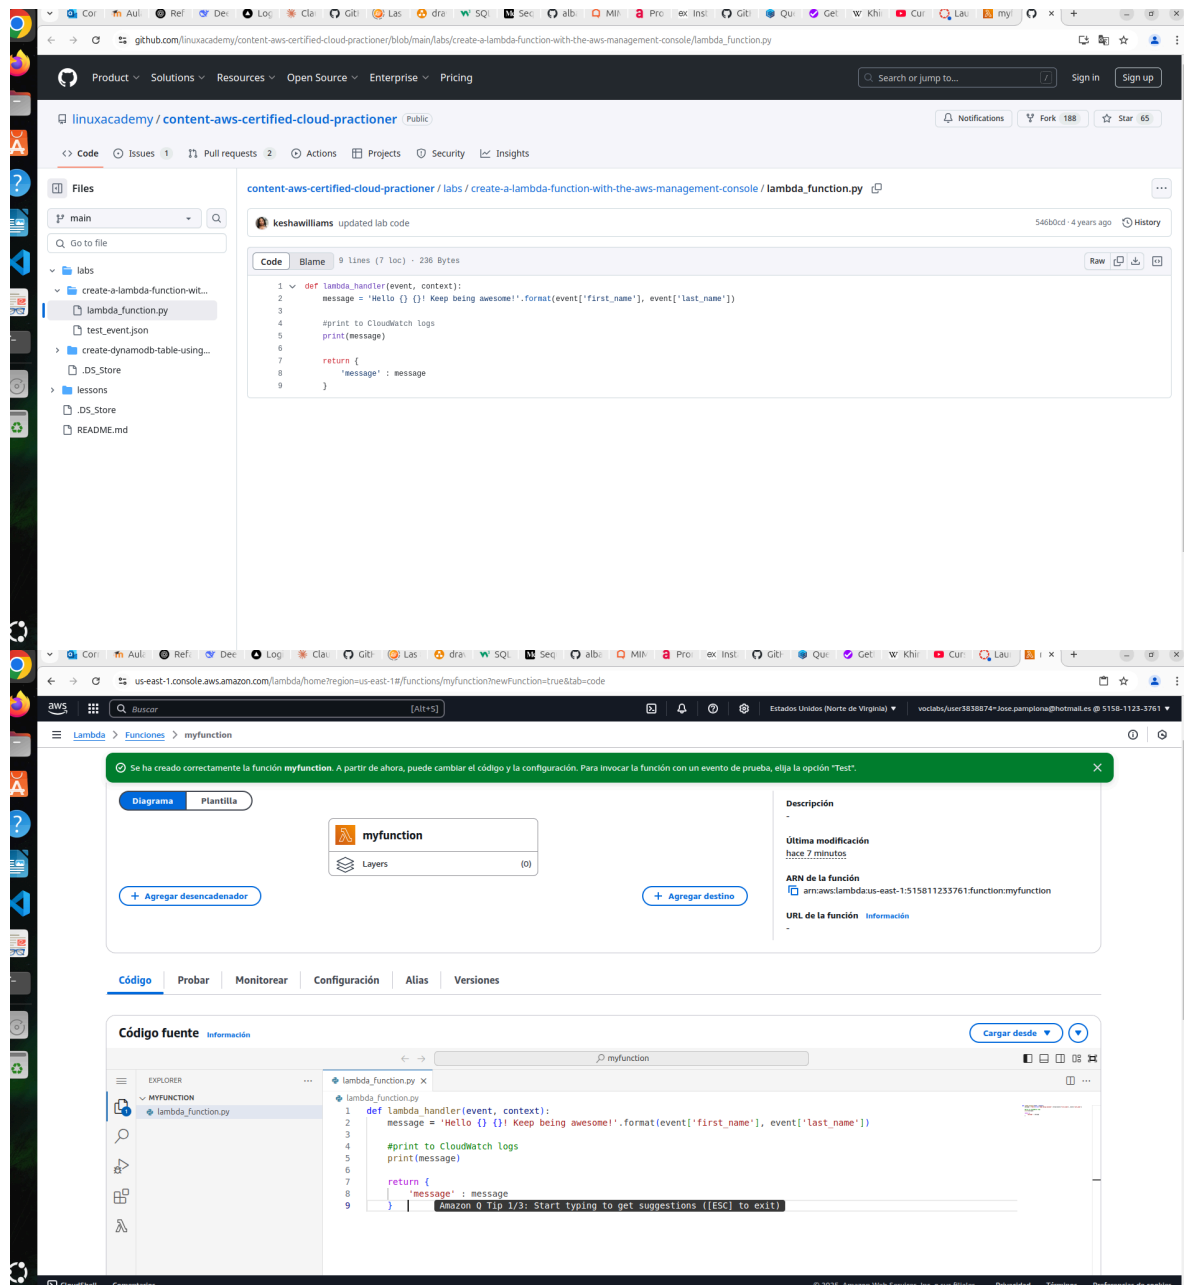 github.com/linuxacademy/content-aws-certified-cloud-practioner/blob/main/labs/create-a-lambda-function-with-the-aws-management-console/lambda_function.py
Product Solutions Resources Open Source Enterprise Pricing Search or jump to... / Sign in Sign up
linuxacademy / content-aws-certified-cloud-practioner Public Notifications Fork 188 Star 65
<> Code Issues 1 Pull requests 2 Actions Projects Security Insights
Files
content-aws-certified-cloud-practioner / labs / create-a-lambda-function-with-the-aws-management-console / lambda_function.py
main
keshawilliams updated lab code 546b0cd · 4 years ago History
Go to file
Code Blame 9 lines (7 loc) · 236 Bytes Raw
labs
create-a-lambda-function-wit...
lambda_function.py
test_event.json
create-dynamodb-table-using...
.DS_Store
lessons
.DS_Store
README.md
1 def lambda_handler(event, context):
2 message = 'Hello {} {}! Keep being awesome!'.format(event['first_name'], event['last_name'])
3
4 #print to CloudWatch logs
5 print(message)
6
7 return {
8 'message' : message
9 }
us-east-1.console.aws.amazon.com/lambda/home?region=us-east-1#/functions/myfunction?newFunction=true&tab=code
aws Buscar [Alt+S] Estados Unidos (Norte de Virginia) voclabs/user3838874=Jose.pamplona@hotmail.es @ 5158-1123-3761
Lambda > Funciones > myfunction
Se ha creado correctamente la función myfunction. A partir de ahora, puede cambiar el código y la configuración. Para invocar la función con un evento de prueba, elija la opción "Test".
Diagrama Plantilla
myfunction
Layers (0)
+ Agregar desencadenador
+ Agregar destino
Descripción
-
Última modificación
hace 7 minutos
ARN de la función
arn:aws:lambda:us-east-1:515811233761:function:myfunction
URL de la función Información
-
Código Probar Monitorear Configuración Alias Versiones
Código fuente Información Cargar desde
myfunction
EXPLORER
MYFUNCTION
lambda_function.py
lambda_function.py
lambda_function.py
1 def lambda_handler(event, context):
2 message = 'Hello {} {}! Keep being awesome!'.format(event['first_name'], event['last_name'])
3
4 #print to CloudWatch logs
5 print(message)
6
7 return {
8 'message' : message
9 } Amazon Q Tip 1/3: Start typing to get suggestions ([ESC] to exit)